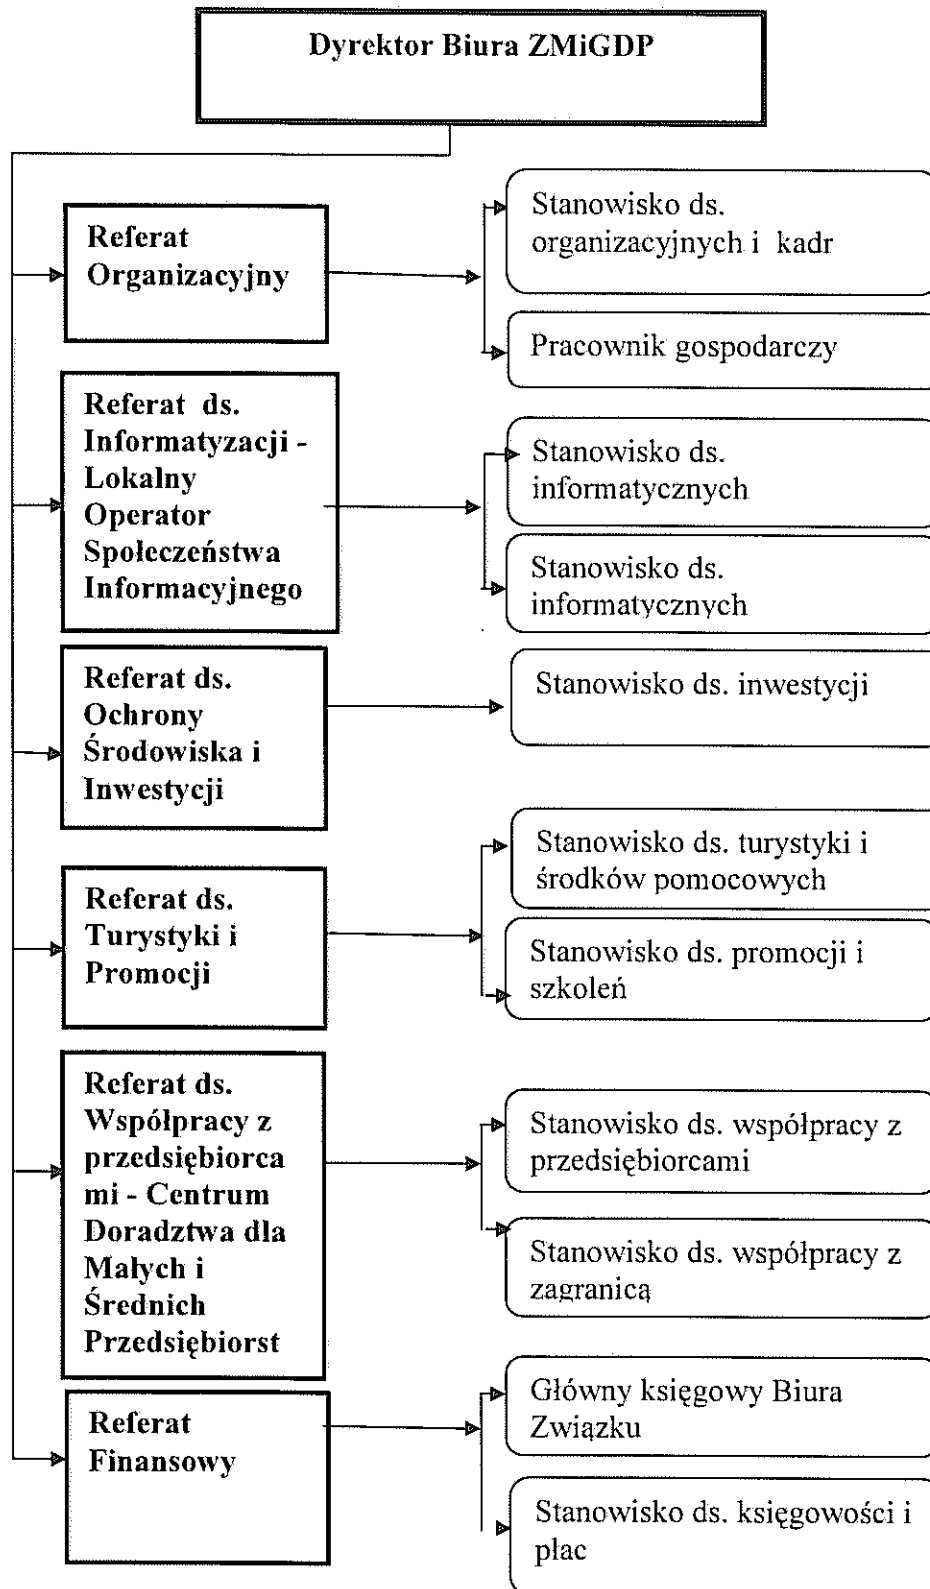 Dyrektor Biura ZMiGDP
Referat
Organizacyjny
Stanowisko ds.
organizacyjnych i kadr
Pracownik gospodarczy
Referat ds.
Informatyzacji -
Lokalny
Operator
Społeczeństwa
Informacyjnego
Stanowisko ds.
informatycznych
Stanowisko ds.
informatycznych
Referat ds.
Ochrony
Środowiska i
Inwestycji
Stanowisko ds. inwestycji
Referat ds.
Turystyki i
Promocji
Stanowisko ds. turystyki i
środków pomocowych
Stanowisko ds. promocji i
szkoleń
Referat ds.
Współpracy z
przedsiębiorca
mi - Centrum
Doradztwa dla
Małych i
Średnich
Przedsiębiorst
Stanowisko ds. współpracy z
przedsiębiorcami
Stanowisko ds. współpracy z
zagranicą
Referat
Finansowy
Główny księgowy Biura
Związku
Stanowisko ds. księgowości i
płac